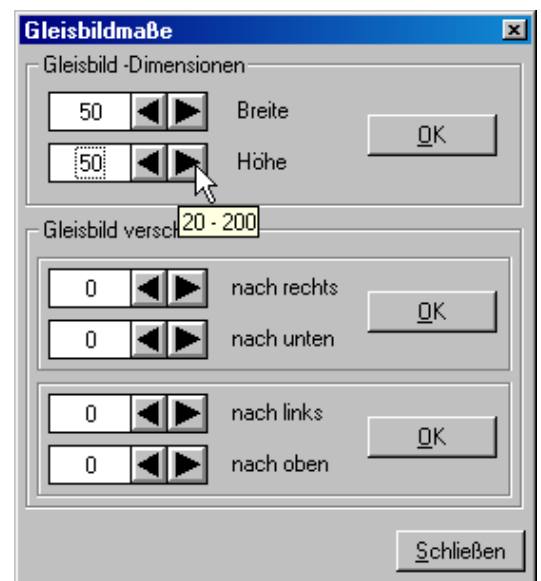 Gleisbildmaße
Gleisbild -Dimensionen
50 Breite
OK
50 Höhe
20 - 200
Gleisbild versch
0 nach rechts
OK
0 nach unten
0 nach links
OK
0 nach oben
Schließen